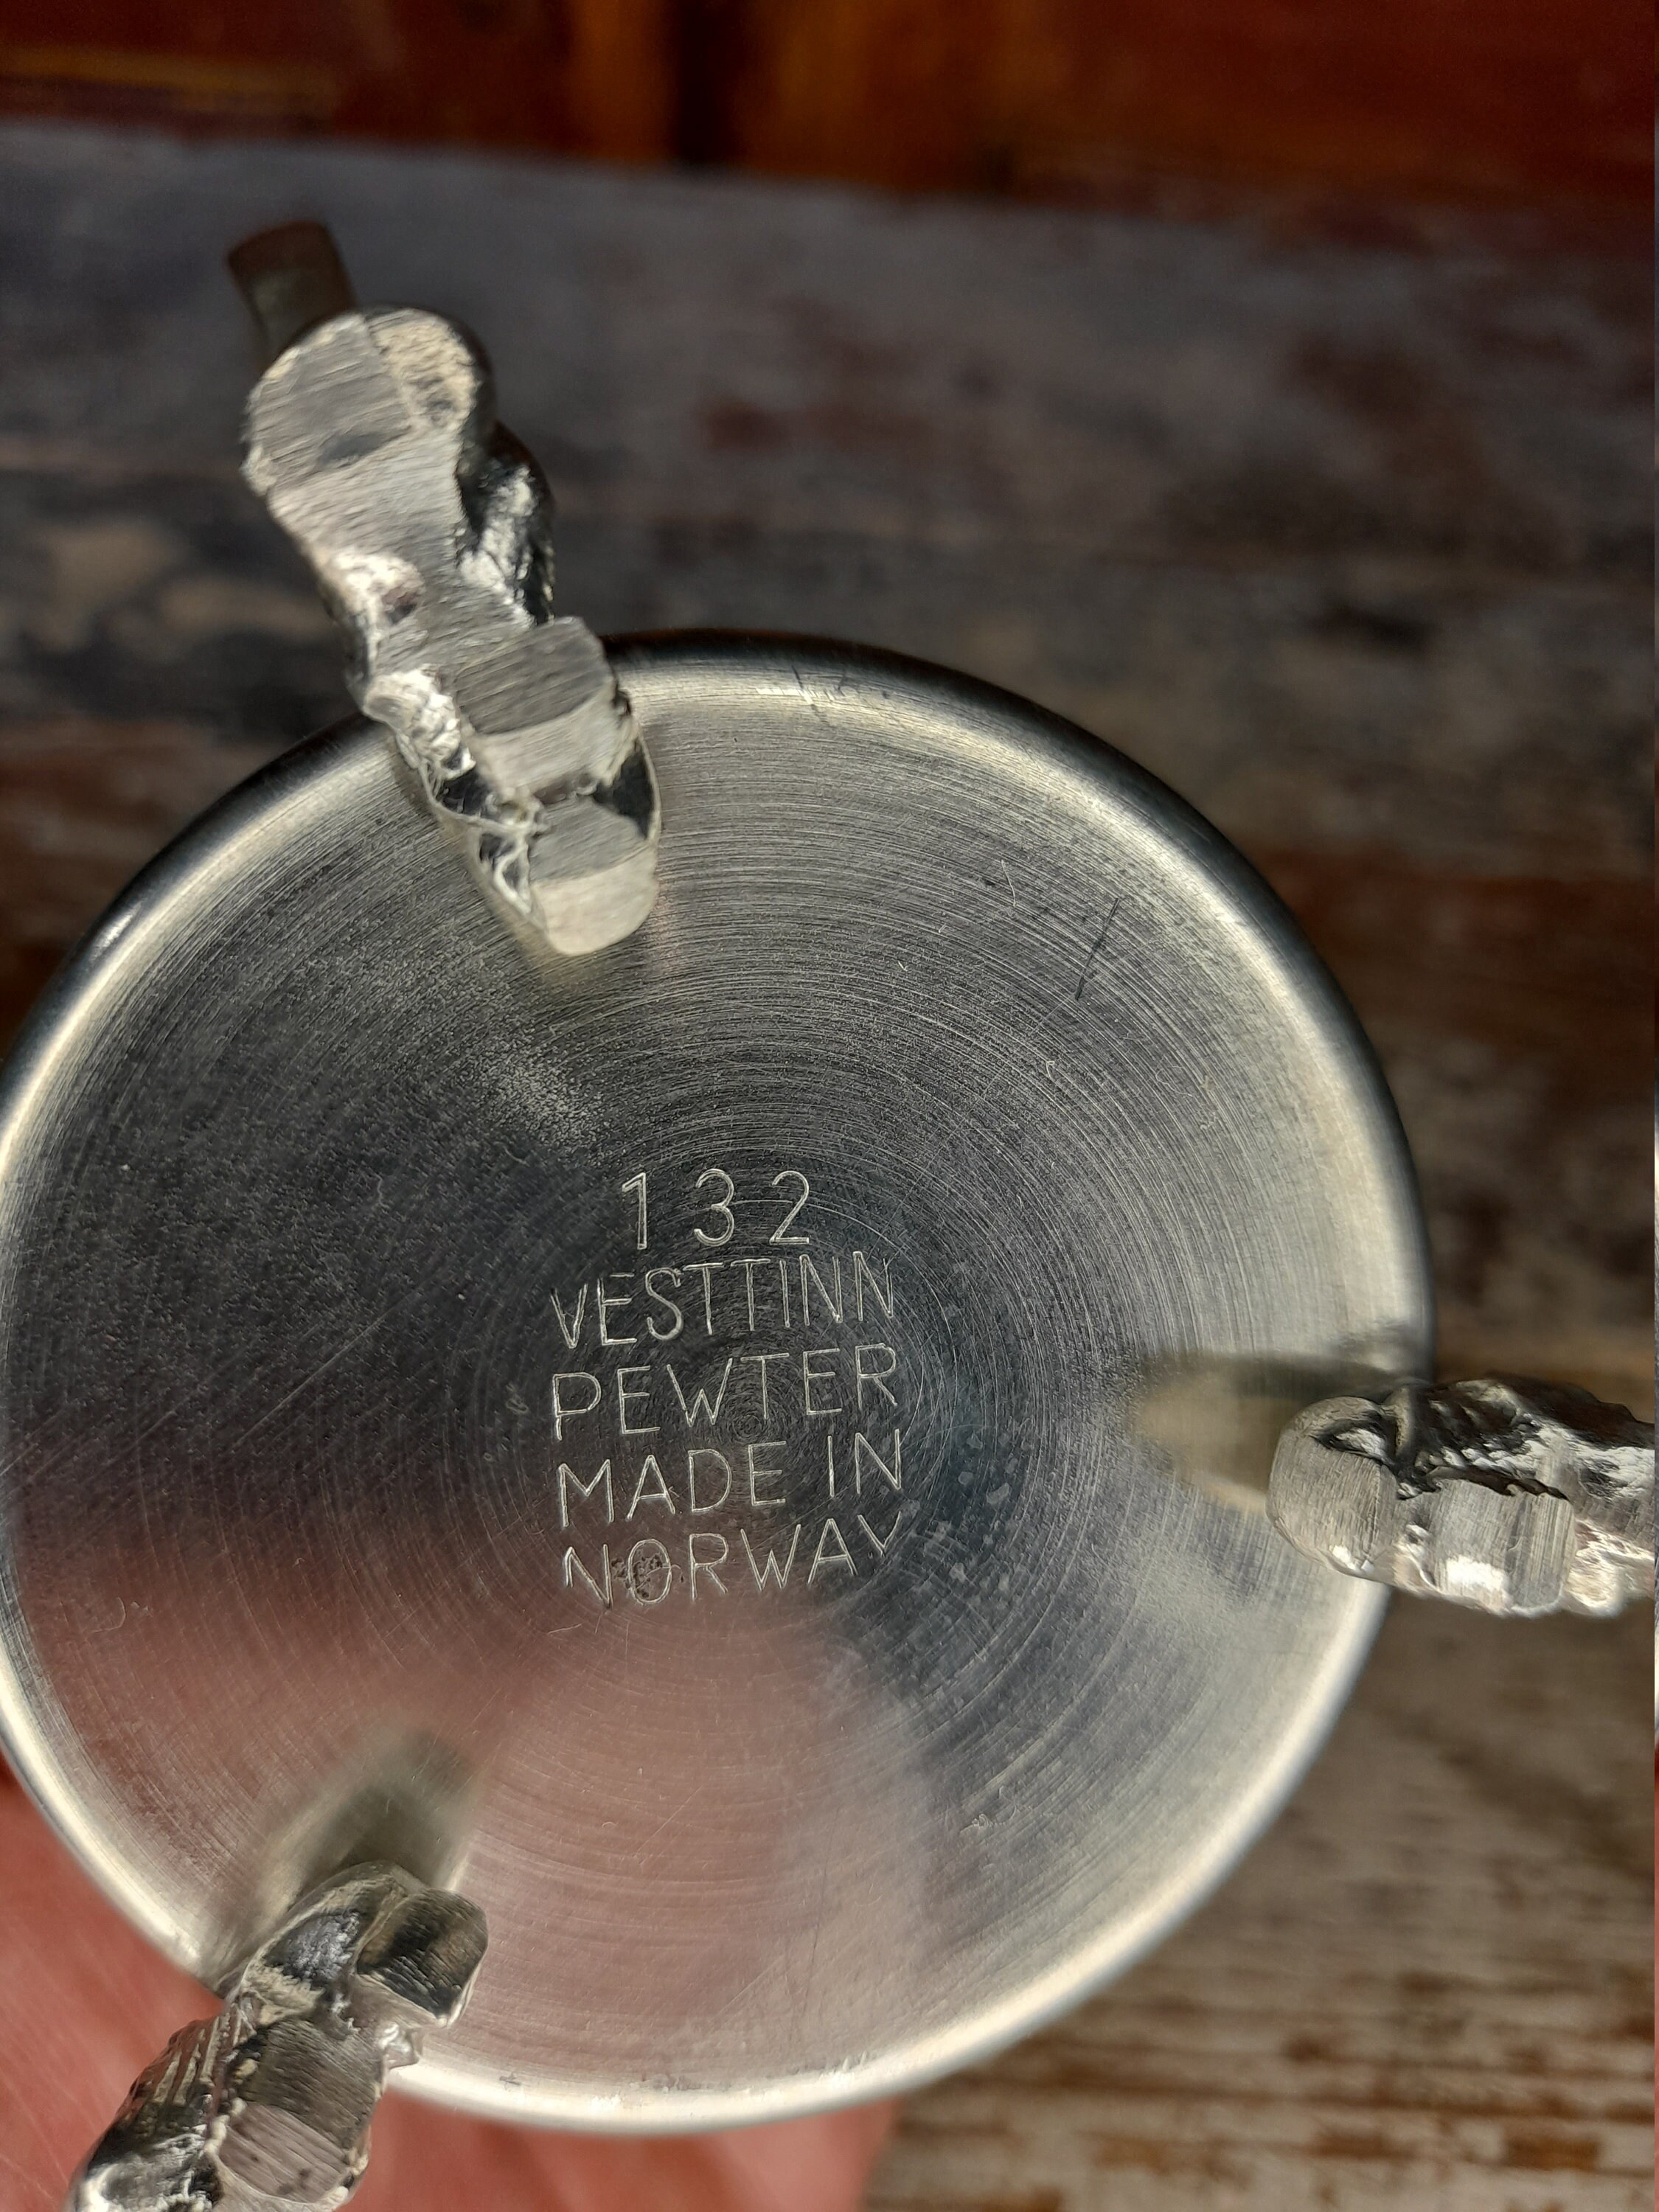 132
VESTTINN
PEWTER
MADE IN
NORWAY